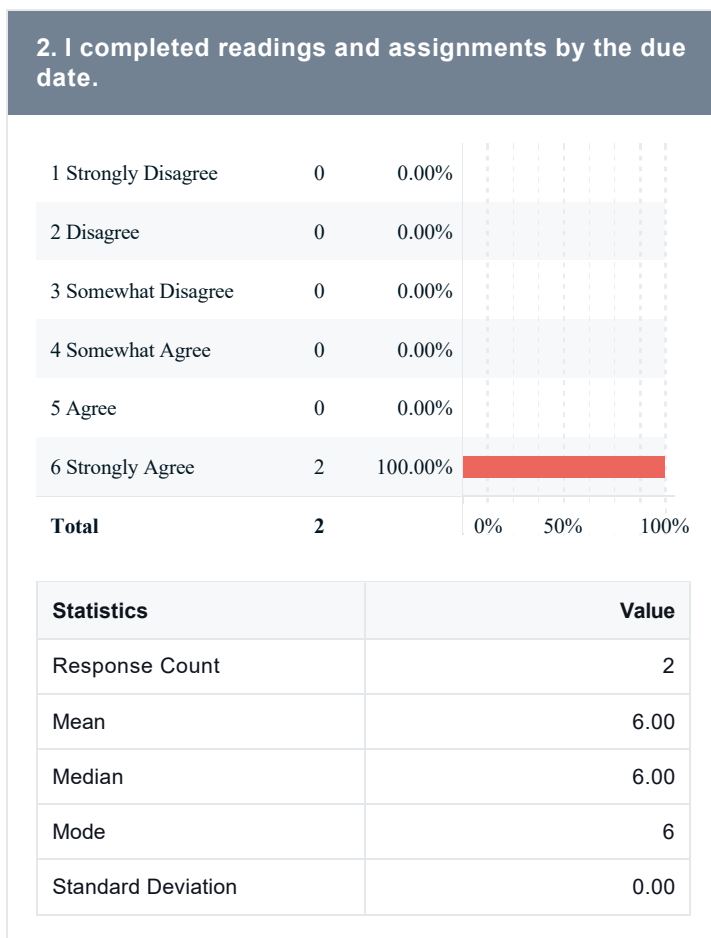 2. I completed readings and assignments by the due
date.
1 Strongly Disagree 0 0.00%
2 Disagree 0 0.00%
3 Somewhat Disagree 0 0.00%
4 Somewhat Agree 0 0.00%
5 Agree 0 0.00%
6 Strongly Agree 2 100.00%
Total 2 0% 50% 100%
Statistics Value
Response Count 2
Mean 6.00
Median 6.00
Mode 6
Standard Deviation 0.00